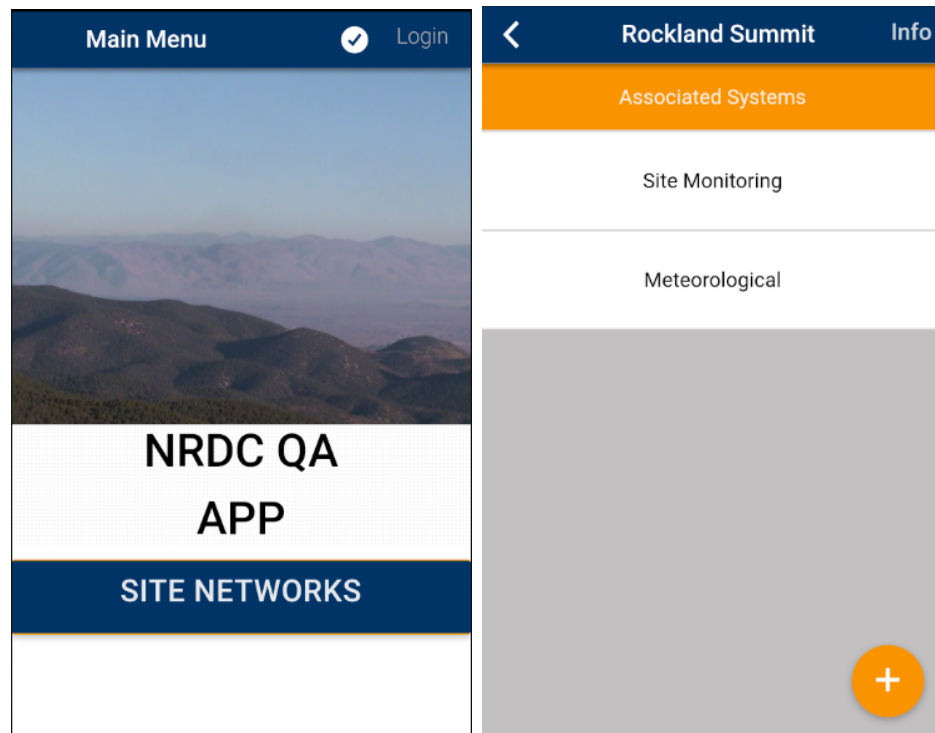 Main Menu
Login
NRDC QA
APP
SITE NETWORKS
Rockland Summit
Info
Associated Systems
Site Monitoring
Meteorological
+